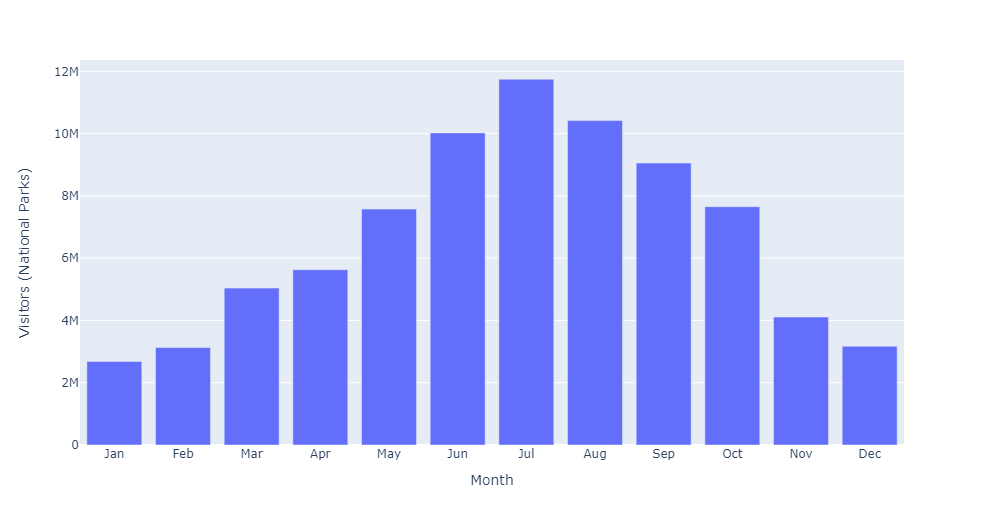 12M
10M
8M
6M
4M
2M
0
Visitors (National Parks)
Jan Feb Mar Apr May Jun Jul Aug Sep Oct Nov Dec
Month